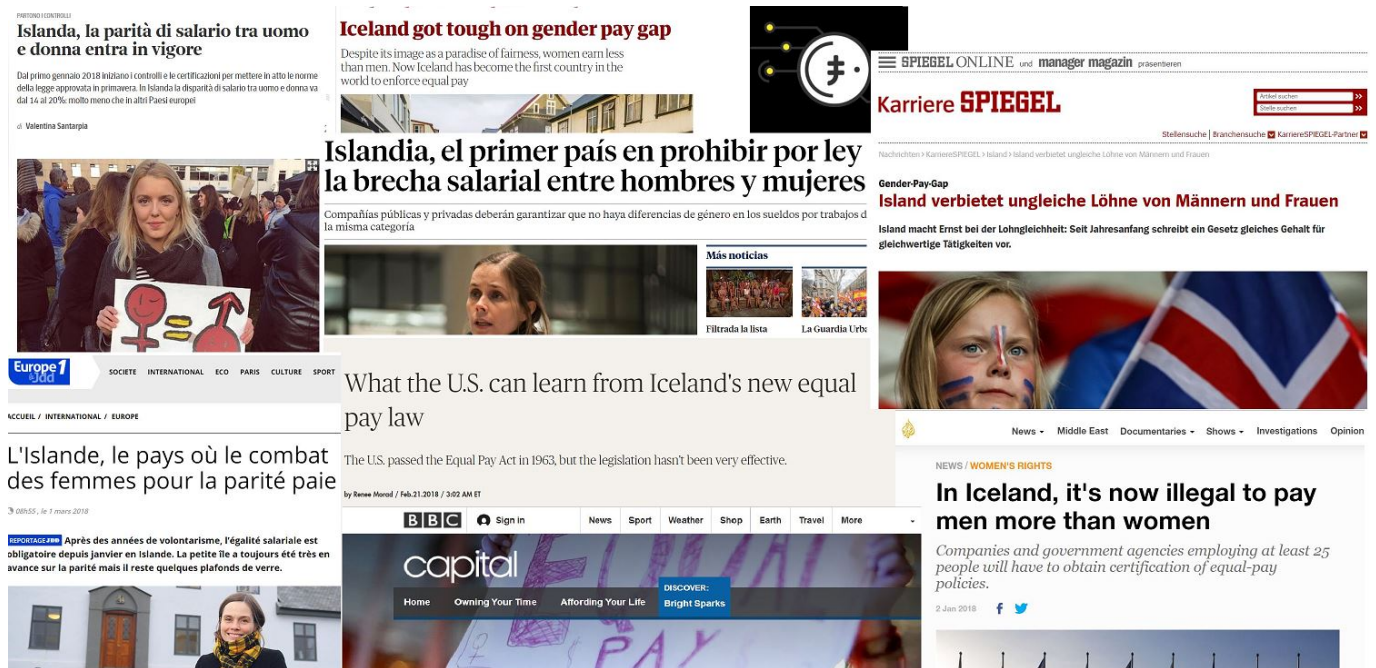 PARTONO I CONTROLLI
Islanda, la parità di salario tra uomo
e donna entra in vigore
Dal primo gennaio 2018 iniziano i controlli e le certificazioni per mettere in atto le norme
della legge approvata in primavera. In Islanda la disparità di salario tra uomo e donna va
dal 14 al 20%: molto meno che in altri Paesi europei
di Valentina Santarpia
Iceland got tough on gender pay gap
Despite its image as a paradise of fairness, women earn less
than men. Now Iceland has become the first country in the
world to enforce equal pay
Islandia, el primer país en prohibir por ley
la brecha salarial entre hombres y mujeres
Compañías públicas y privadas deberán garantizar que no haya diferencias de género en los sueldos por trabajos d
la misma categoría
Más noticias
Filtrada la lista
La Guardia Urba
SPIEGEL ONLINE und manager magazin präsentieren
Karriere SPIEGEL
Artikel suchen
Stelle suchen
Stellensuche | Branchensuche KarriereSPIEGEL-Partner
Nachrichten > KarriereSPIEGEL > Island > Island verbietet ungleiche Löhne von Männern und Frauen
Gender-Pay-Gap
Island verbietet ungleiche Löhne von Männern und Frauen
Island macht Ernst bei der Lohngleichheit: Seit Jahresanfang schreibt ein Gesetz gleiches Gehalt für
gleichwertige Tätigkeiten vor.
Europe 1
JDD
SOCIETE INTERNATIONAL ECO PARIS CULTURE SPORT
ACCUEIL / INTERNATIONAL / EUROPE
L'Islande, le pays où le combat
des femmes pour la parité paie
08h55, le 1 mars 2018
REPORTAGE JDD Après des années de volontarisme, l'égalité salariale est
obligatoire depuis janvier en Islande. La petite île a toujours été très en
avance sur la parité mais il reste quelques plafonds de verre.
What the U.S. can learn from Iceland's new equal
pay law
The U.S. passed the Equal Pay Act in 1963, but the legislation hasn't been very effective.
by Renee Morad / Feb.21.2018 / 3:02 AM ET
BBC Sign in News Sport Weather Shop Earth Travel More
capital
EQUAL
PAY
DISCOVER:
Home Owning Your Time Affording Your Life Bright Sparks
News Middle East Documentaries Shows Investigations Opinion
NEWS / WOMEN'S RIGHTS
In Iceland, it's now illegal to pay
men more than women
Companies and government agencies employing at least 25
people will have to obtain certification of equal-pay
policies.
2 Jan 2018